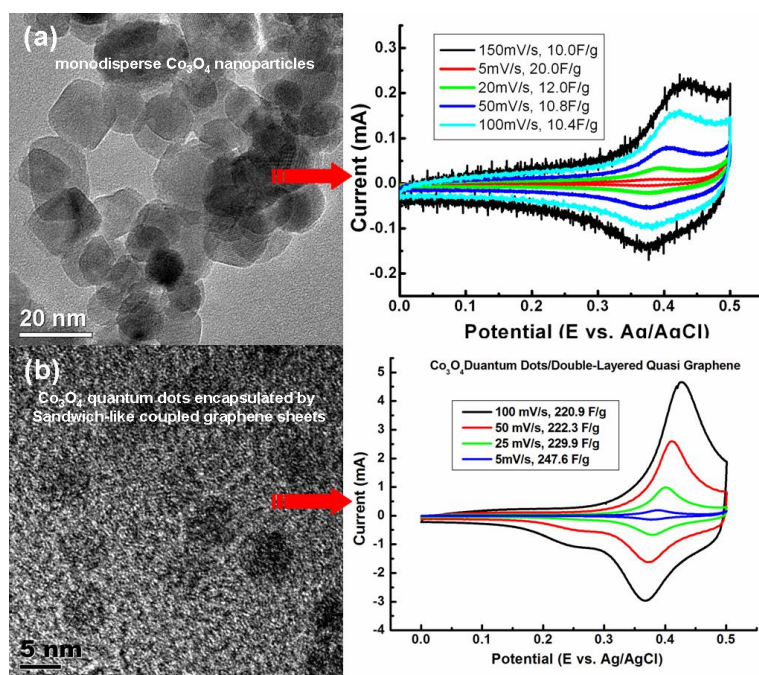 (a)
monodisperse Co₃O₄ nanoparticles
20 nm
0.3
0.2
0.1
0.0
-0.1
-0.2
Current (mA)
150mV/s, 10.0F/g
5mV/s, 20.0F/g
20mV/s, 12.0F/g
50mV/s, 10.8F/g
100mV/s, 10.4F/g
0.0 0.1 0.2 0.3 0.4 0.5
Potential (E vs. Ag/AgCl)
(b)
Co₃O₄ quantum dots encapsulated by
Sandwich-like coupled graphene sheets
5 nm
Co₃O₄Duantum Dots/Double-Layered Quasi Graphene
5
4
3
2
1
0
-1
-2
-3
-4
Current (mA)
100 mV/s, 220.9 F/g
50 mV/s, 222.3 F/g
25 mV/s, 229.9 F/g
5mV/s, 247.6 F/g
0.0 0.1 0.2 0.3 0.4 0.5
Potential (E vs. Ag/AgCl)